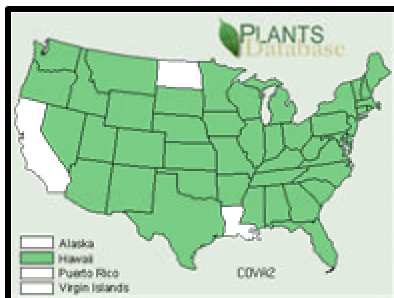 PLANTS
Database
Alaska
Hawaii
Puerto Rico
Virgin Islands
COVA2